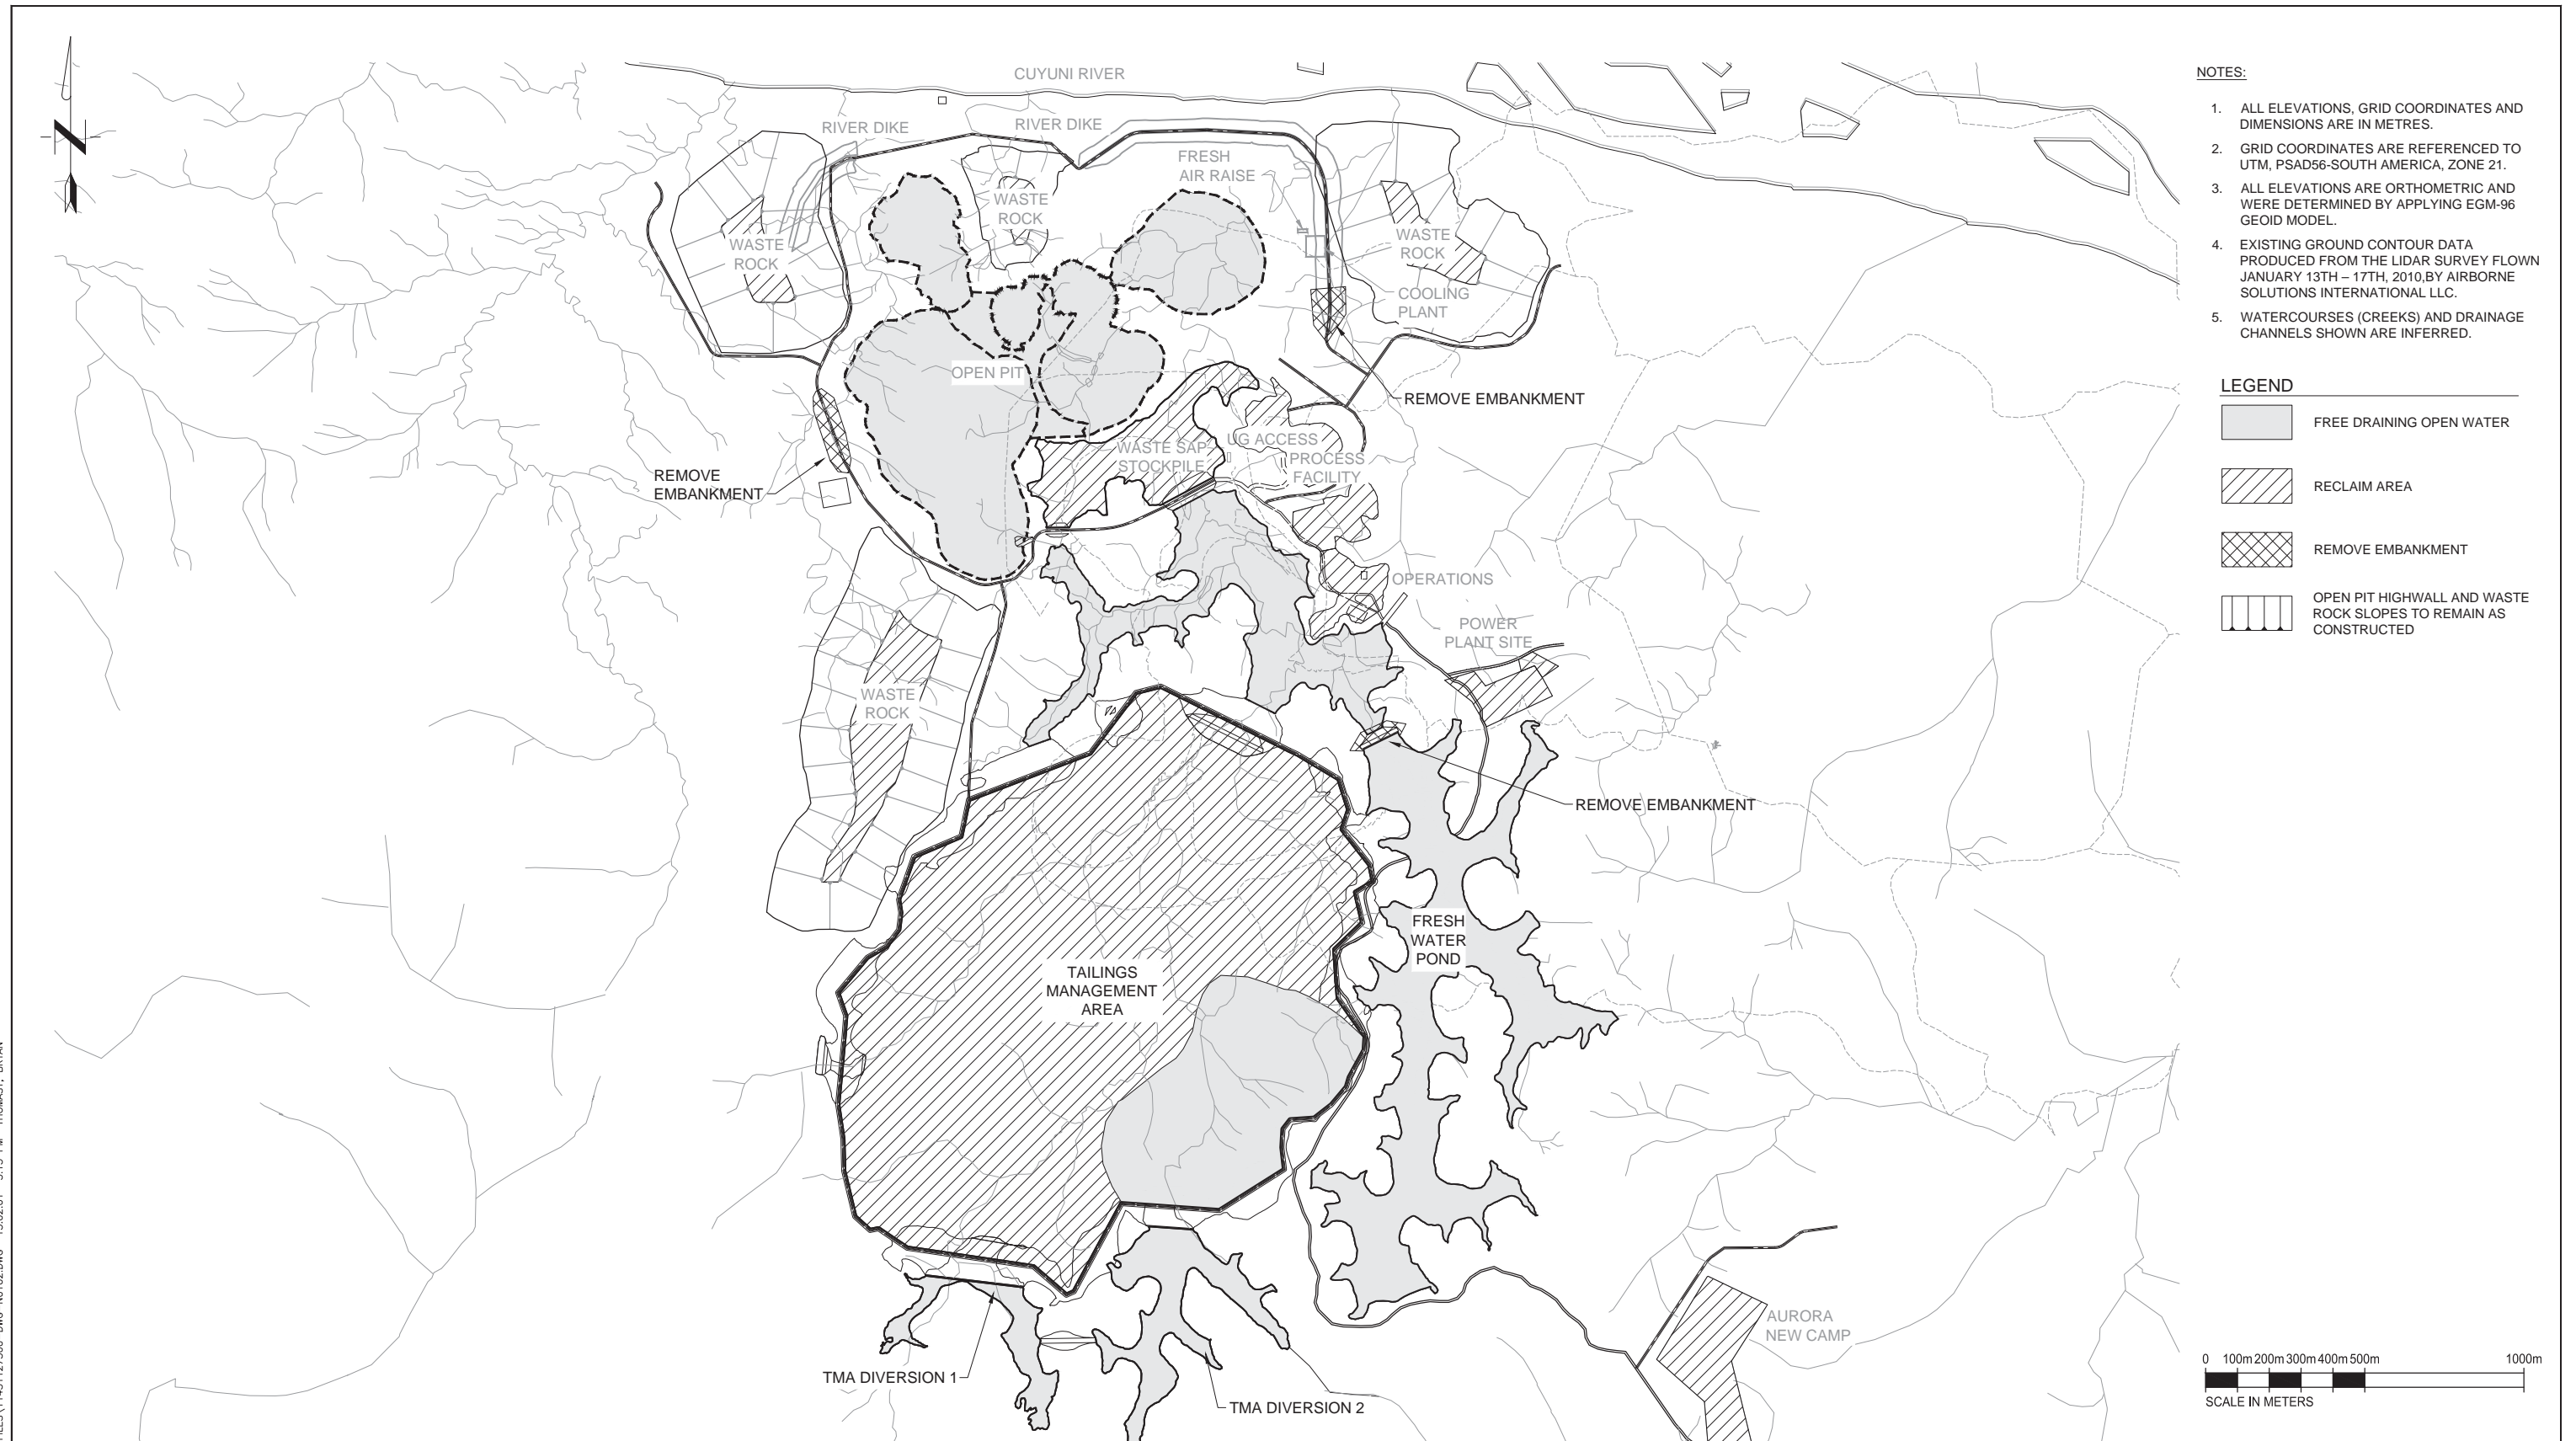 CUYUNI RIVER
RIVER DIKE
RIVER DIKE
FRESH
AIR RAISE
WASTE
ROCK
WASTE
ROCK
WASTE
ROCK
COOLING
PLANT
OPEN PIT
REMOVE EMBANKMENT
WASTE SAP
STOCKPILE
UG ACCESS
PROCESS
FACILITY
REMOVE
EMBANKMENT
OPERATIONS
POWER
PLANT SITE
WASTE
ROCK
REMOVE EMBANKMENT
FRESH
WATER
POND
TAILINGS
MANAGEMENT
AREA
AURORA
NEW CAMP
TMA DIVERSION 1
TMA DIVERSION 2
N
NOTES:
1. ALL ELEVATIONS, GRID COORDINATES AND
DIMENSIONS ARE IN METRES.
2. GRID COORDINATES ARE REFERENCED TO
UTM, PSAD56-SOUTH AMERICA, ZONE 21.
3. ALL ELEVATIONS ARE ORTHOMETRIC AND
WERE DETERMINED BY APPLYING EGM-96
GEOID MODEL.
4. EXISTING GROUND CONTOUR DATA
PRODUCED FROM THE LIDAR SURVEY FLOWN
JANUARY 13TH – 17TH, 2010,BY AIRBORNE
SOLUTIONS INTERNATIONAL LLC.
5. WATERCOURSES (CREEKS) AND DRAINAGE
CHANNELS SHOWN ARE INFERRED.
LEGEND
FREE DRAINING OPEN WATER
RECLAIM AREA
REMOVE EMBANKMENT
OPEN PIT HIGHWALL AND WASTE
ROCK SLOPES TO REMAIN AS
CONSTRUCTED
0 100m 200m 300m 400m 500m 1000m
SCALE IN METERS